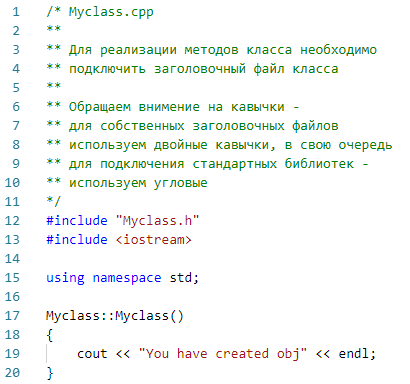 1 /* Myclass.cpp
2 **
3 ** Для реализации методов класса необходимо
4 ** подключить заголовочный файл класса
5 **
6 ** Обращаем внимение на кавычки -
7 ** для собственных заголовочных файлов
8 ** используем двойные кавычки, в свою очередь
9 ** для подключения стандартных библиотек -
10 ** используем угловые
11 */
12 #include "Myclass.h"
13 #include <iostream>
14
15 using namespace std;
16
17 Myclass::Myclass()
18 {
19     cout << "You have created obj" << endl;
20 }